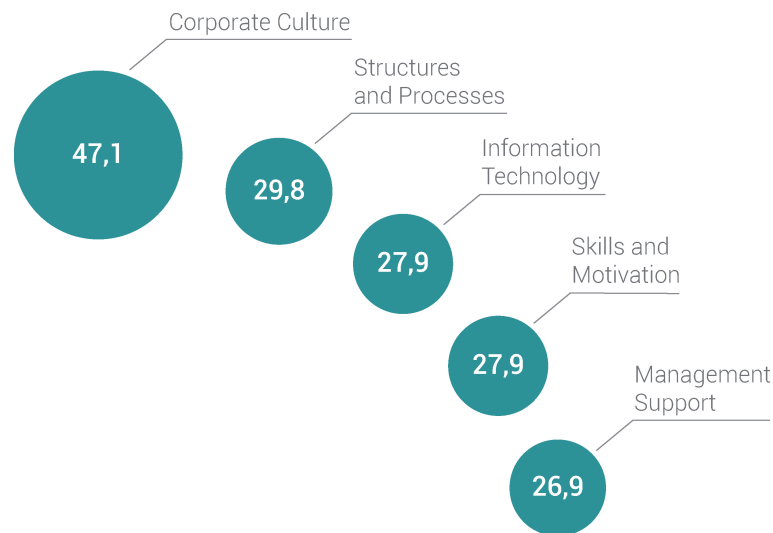 Corporate Culture
47,1
Structures
and Processes
29,8
Information
Technology
27,9
Skills and
Motivation
27,9
Management
Support
26,9